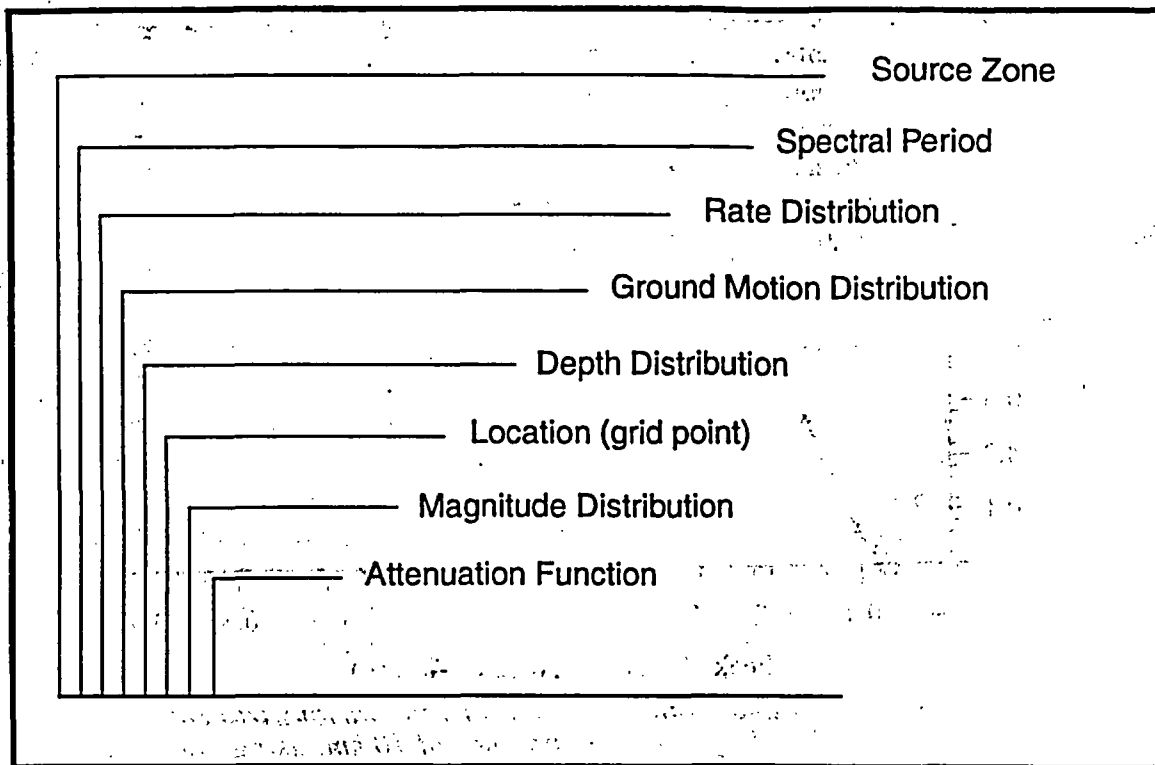 Source Zone
Spectral Period
Rate Distribution
Ground Motion Distribution
Depth Distribution
Location (grid point)
Magnitude Distribution
Attenuation Function